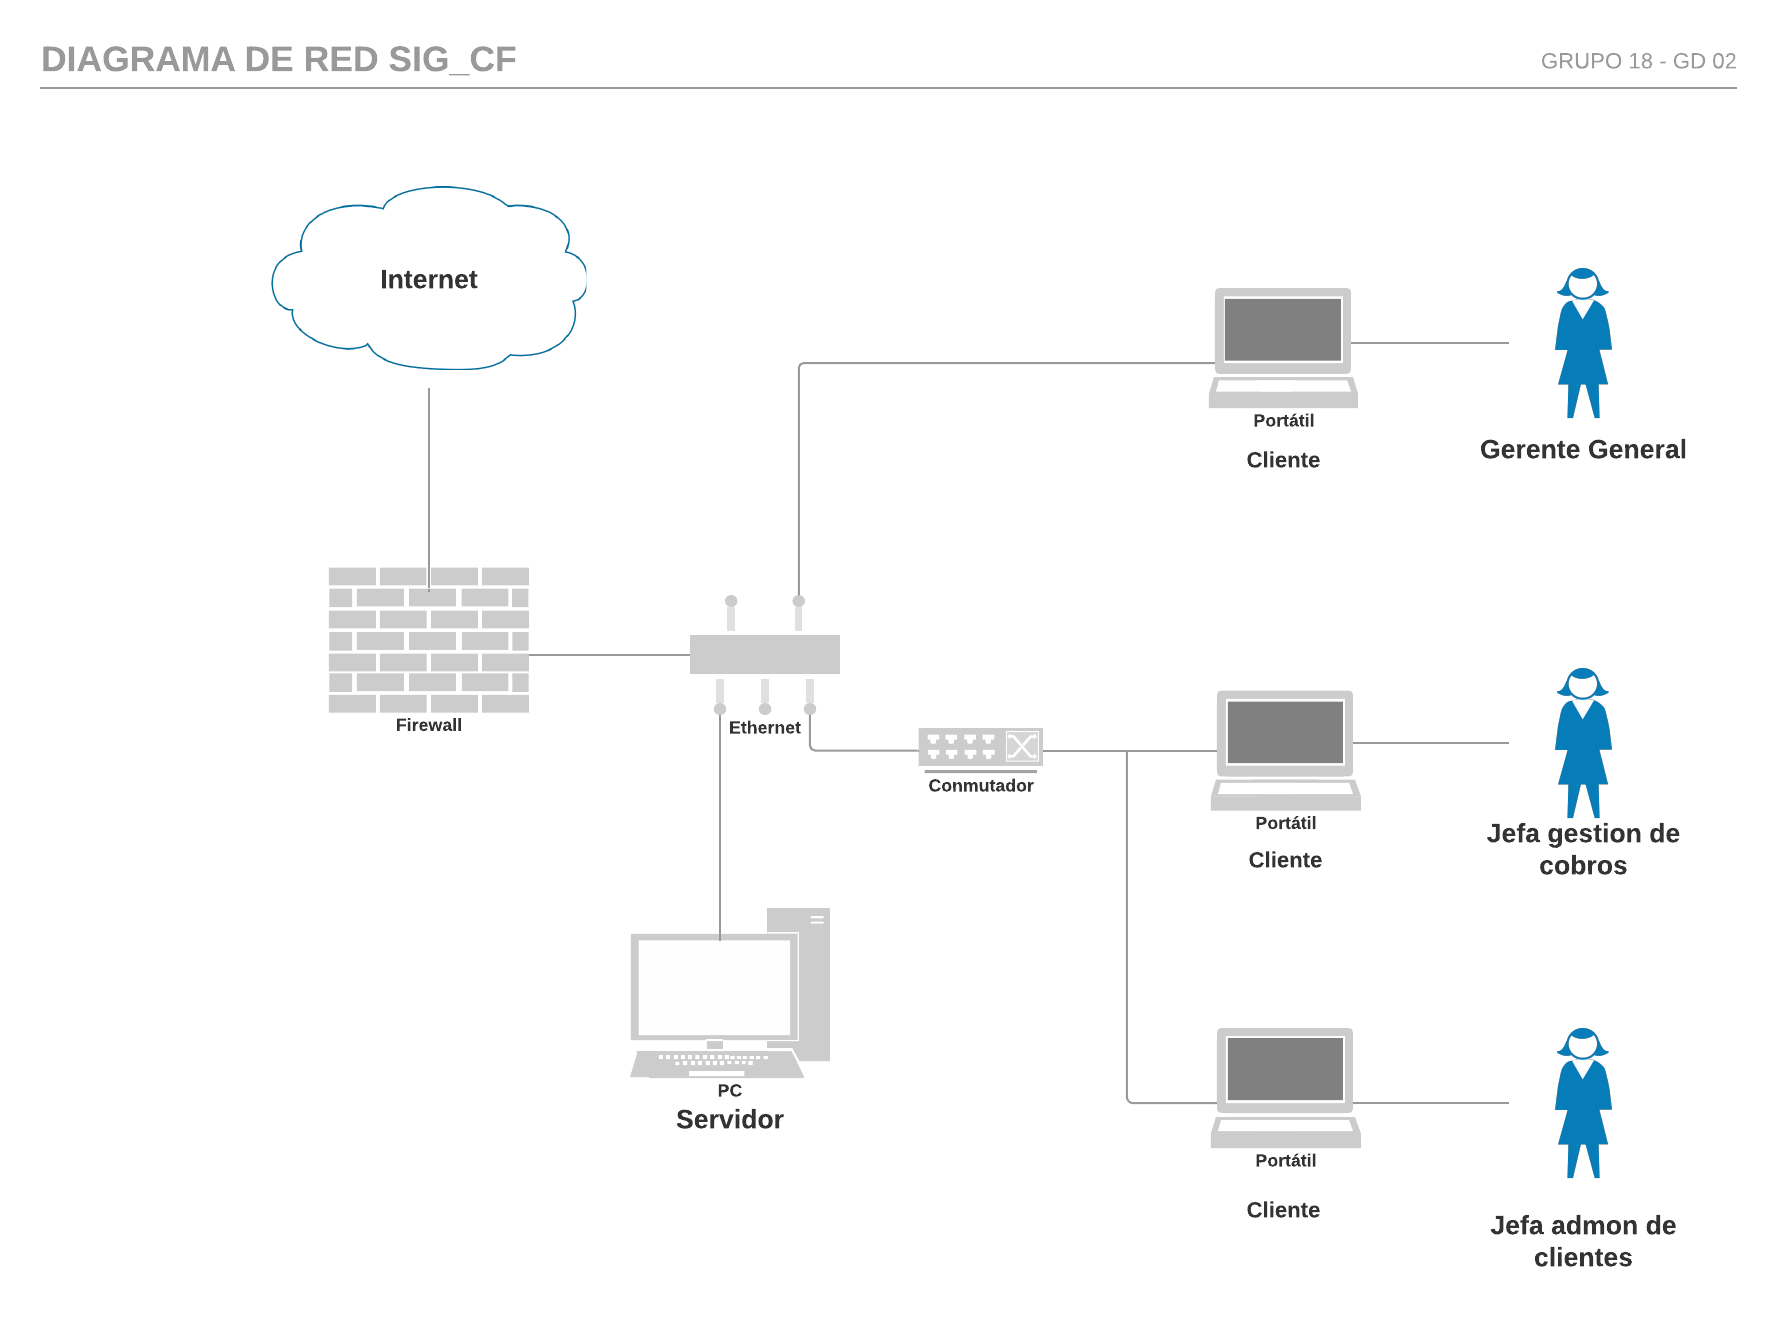 DIAGRAMA DE RED SIG_CF
GRUPO 18 - GD 02
Internet
Portátil
Cliente
Gerente General
Firewall
Ethernet
Conmutador
Portátil
Cliente
Jefa gestion de
cobros
PC
Servidor
Portátil
Cliente
Jefa admon de
clientes